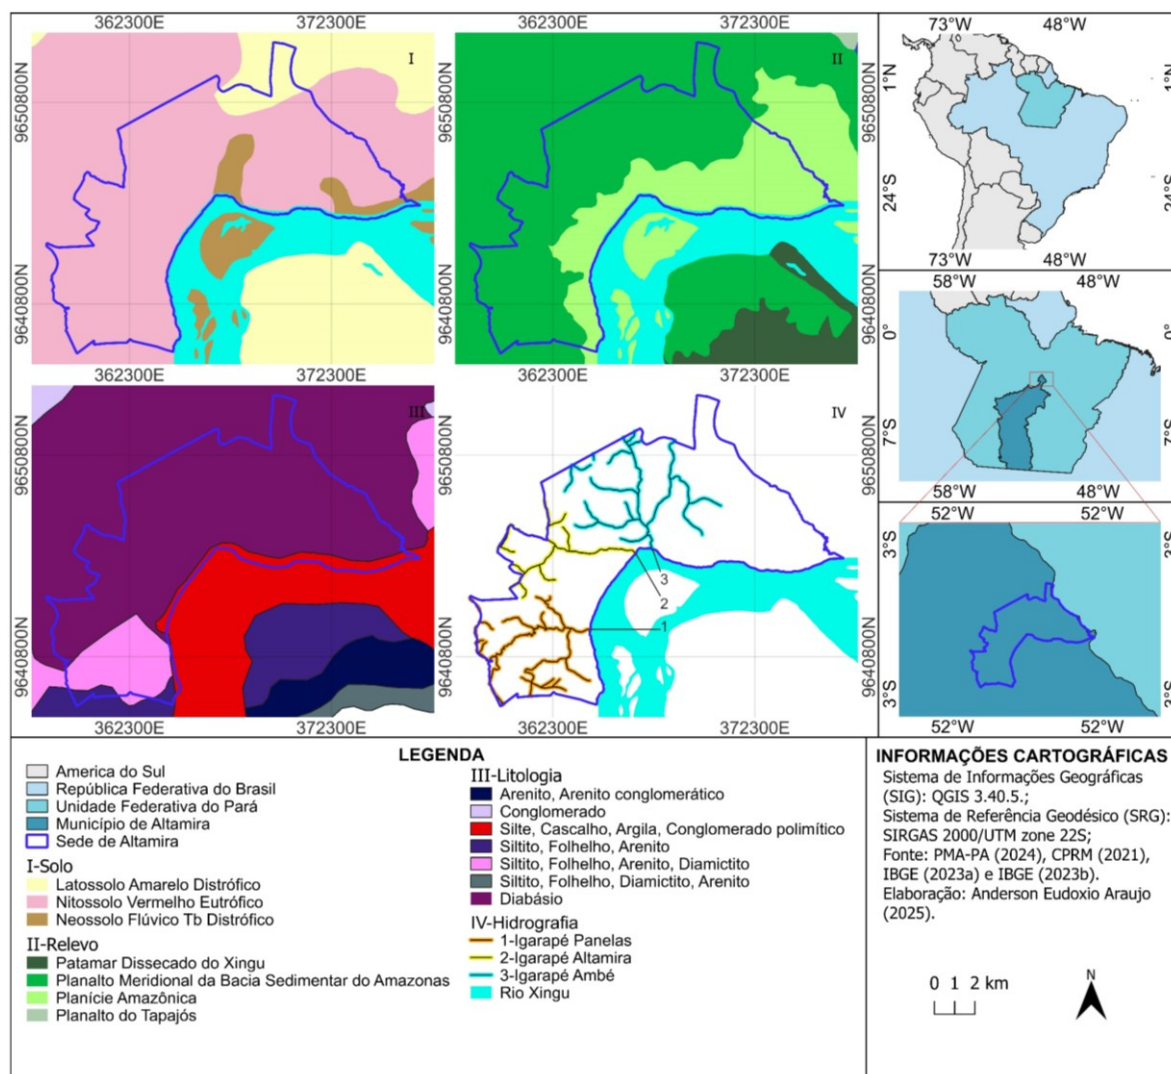 362300E 372300E
I
9650800N
9640800N
362300E 372300E
II
9650800N
9640800N
362300E 372300E
III
9650800N
9640800N
362300E 372300E
IV
3
2
1
9650800N
9640800N
362300E 372300E
73°W 48°W
1°N 1°N
24°S 24°S
73°W 48°W
58°W 48°W
0° 0°
7°S 7°S
58°W 48°W
52°W 52°W
3°S 3°S
3°S 3°S
52°W 52°W
LEGENDA
America do Sul
República Federativa do Brasil
Unidade Federativa do Pará
Município de Altamira
Sede de Altamira
I-Solo
Latossolo Amarelo Distrófico
Nitossolo Vermelho Eutrófico
Neossolo Flúvico Tb Distrófico
II-Relevo
Patamar Dissecado do Xingu
Planalto Meridional da Bacia Sedimentar do Amazonas
Planície Amazônica
Planalto do Tapajós
III-Litologia
Arenito, Arenito conglomerático
Conglomerado
Silte, Cascalho, Argila, Conglomerado polimítico
Siltito, Folhelho, Arenito
Siltito, Folhelho, Arenito, Diamictito
Siltito, Folhelho, Diamictito, Arenito
Diabásio
IV-Hidrografia
1-Igarapé Panelas
2-Igarapé Altamira
3-Igarapé Ambé
Rio Xingu
INFORMAÇÕES CARTOGRÁFICAS
Sistema de Informações Geográficas
(SIG): QGIS 3.40.5.;
Sistema de Referência Geodésico (SRG):
SIRGAS 2000/UTM zone 22S;
Fonte: PMA-PA (2024), CPRM (2021),
IBGE (2023a) e IBGE (2023b).
Elaboração: Anderson Eudoxio Araujo
(2025).
0 1 2 km
N